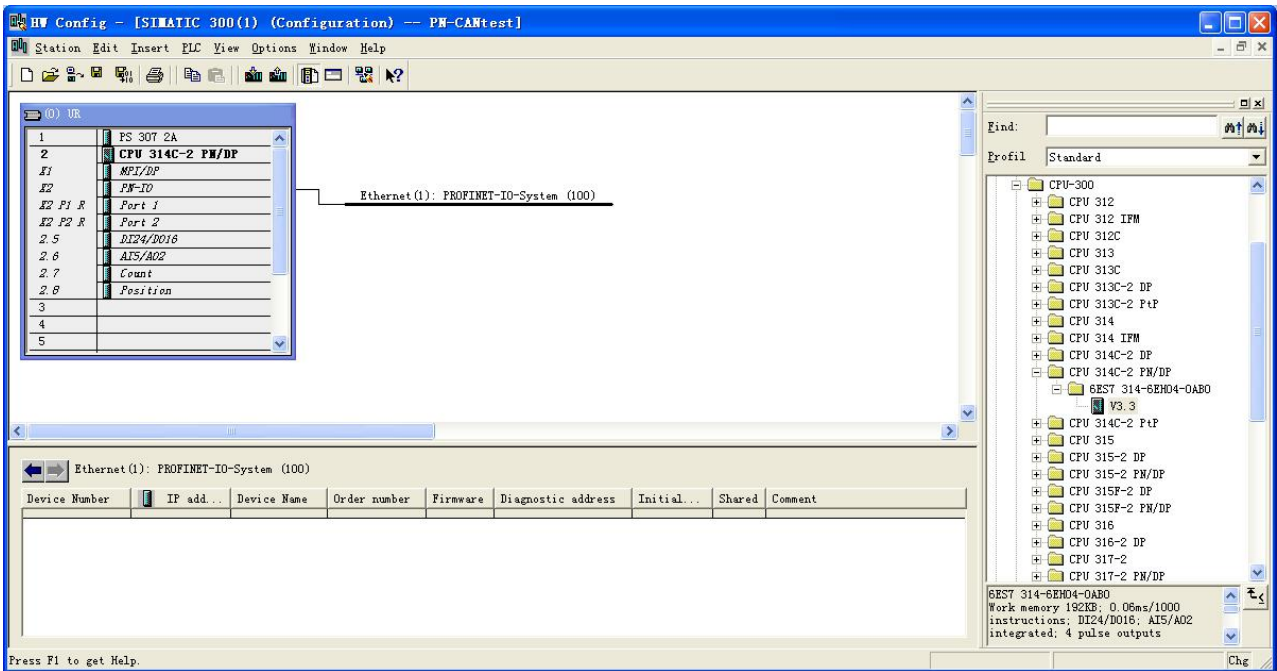 HW Config - [SIMATIC 300(1) (Configuration) -- PN-CANtest]
Station Edit Insert PLC View Options Window Help
(0) UR
1 PS 307 2A
2 CPU 314C-2 PN/DP
X1 MPI/DP
X2 PN-IO
X2 P1 R Port 1
X2 P2 R Port 2
2.5 DI24/DO16
2.6 AI5/AO2
2.7 Count
2.8 Position
3
4
5
Ethernet(1): PROFINET-IO-System (100)
Find:
Profil Standard
CPU-300
CPU 312
CPU 312 IFM
CPU 312C
CPU 313
CPU 313C
CPU 313C-2 DP
CPU 313C-2 PtP
CPU 314
CPU 314 IFM
CPU 314C-2 DP
CPU 314C-2 PN/DP
6ES7 314-6EH04-0AB0
V3.3
CPU 314C-2 PtP
CPU 315
CPU 315-2 DP
CPU 315-2 PN/DP
CPU 315F-2 DP
CPU 315F-2 PN/DP
CPU 316
CPU 316-2 DP
CPU 317-2
CPU 317-2 PN/DP
6ES7 314-6EH04-0AB0
Work memory 192KB; 0.06ms/1000
instructions; DI24/DO16; AI5/AO2
integrated; 4 pulse outputs
Ethernet(1): PROFINET-IO-System (100)
Device Number IP add... Device Name Order number Firmware Diagnostic address Initial... Shared Comment
Press F1 to get Help.
Chg